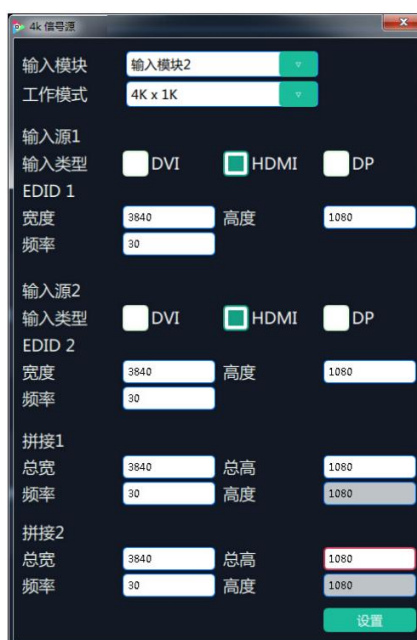 4k 信号源
输入模块 输入模块2
工作模式 4K x 1K
输入源1
输入类型 DVI HDMI DP
EDID 1
宽度 3840 高度 1080
频率 30
输入源2
输入类型 DVI HDMI DP
EDID 2
宽度 3840 高度 1080
频率 30
拼接1
总宽 3840 总高 1080
频率 30 高度 1080
拼接2
总宽 3840 总高 1080
频率 30 高度 1080
设置